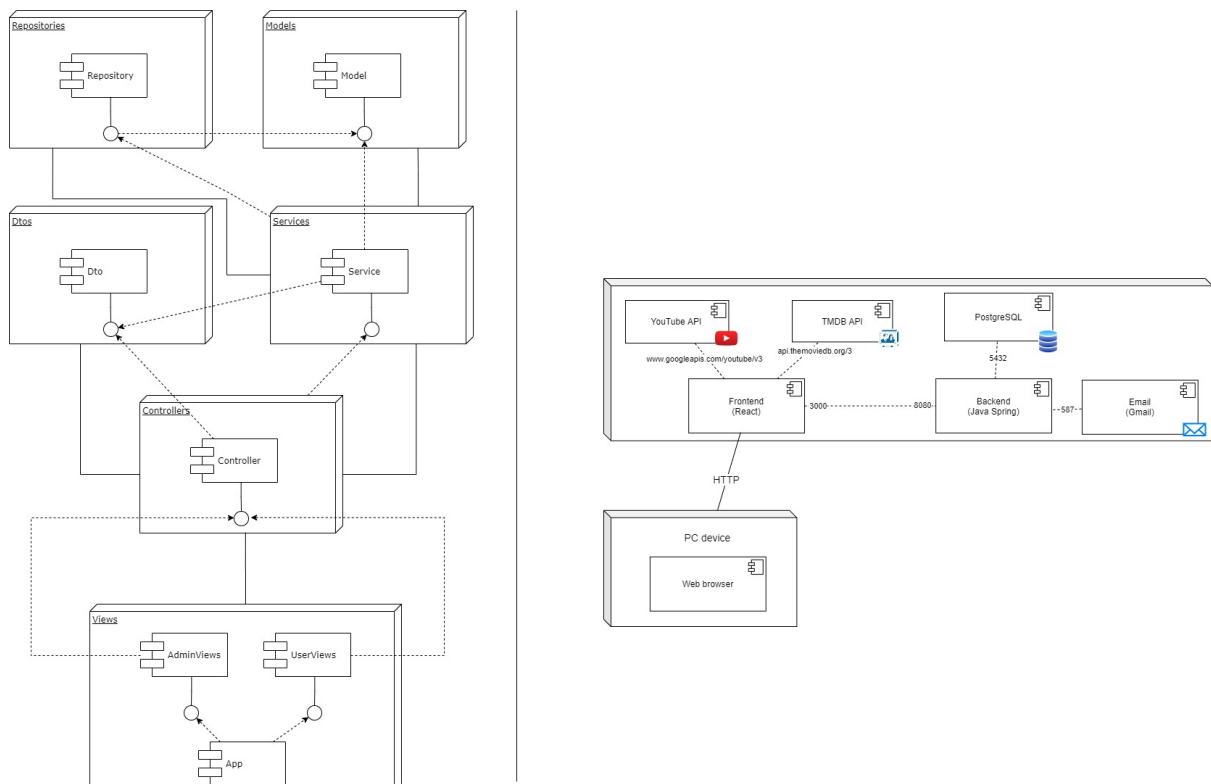 Repositories
Models
Repository
Model
Dtos
Services
Dto
Service
Controllers
Controller
Views
AdminViews
UserViews
App
YouTube API
TMDB API
PostgreSQL
www.googleapis.com/youtube/v3
api.themoviedb.org/3
5432
Frontend
(React)
3000
8080
Backend
(Java Spring)
587
Email
(Gmail)
HTTP
PC device
Web browser